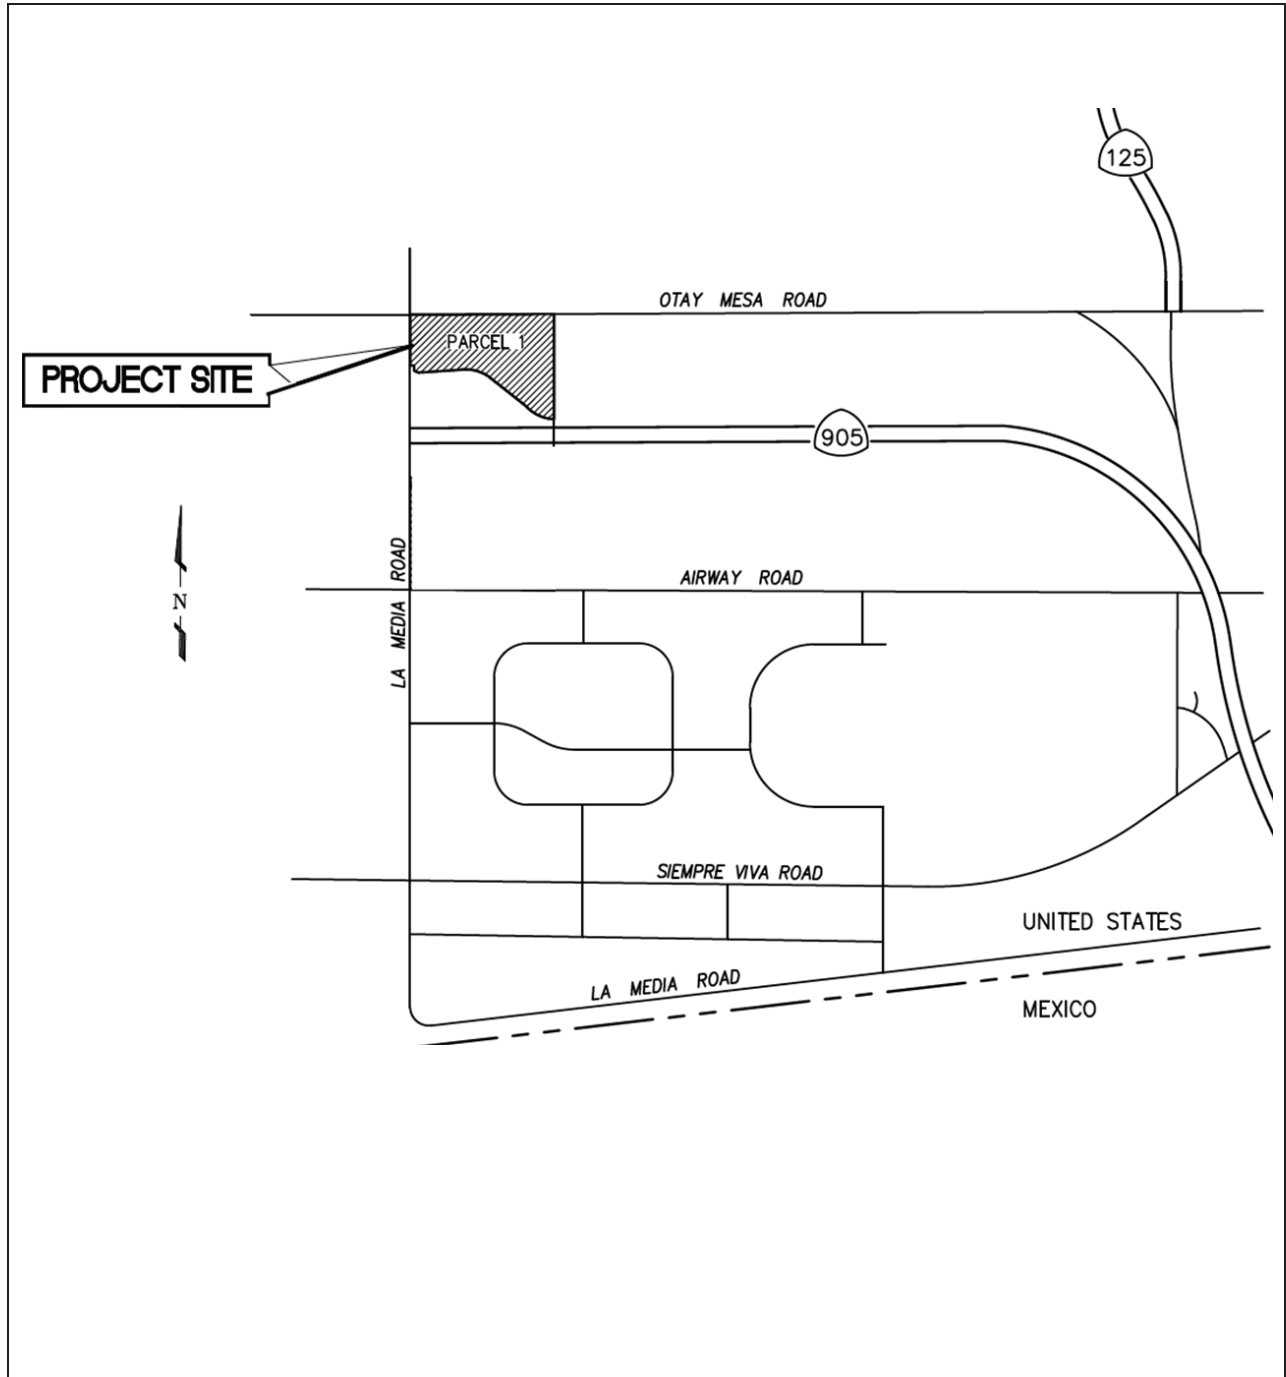 125
OTAY MESA ROAD
PARCEL 1
PROJECT SITE
905
LA MEDIA ROAD
AIRWAY ROAD
N
SIEMPRE VIVA ROAD
UNITED STATES
LA MEDIA ROAD
MEXICO